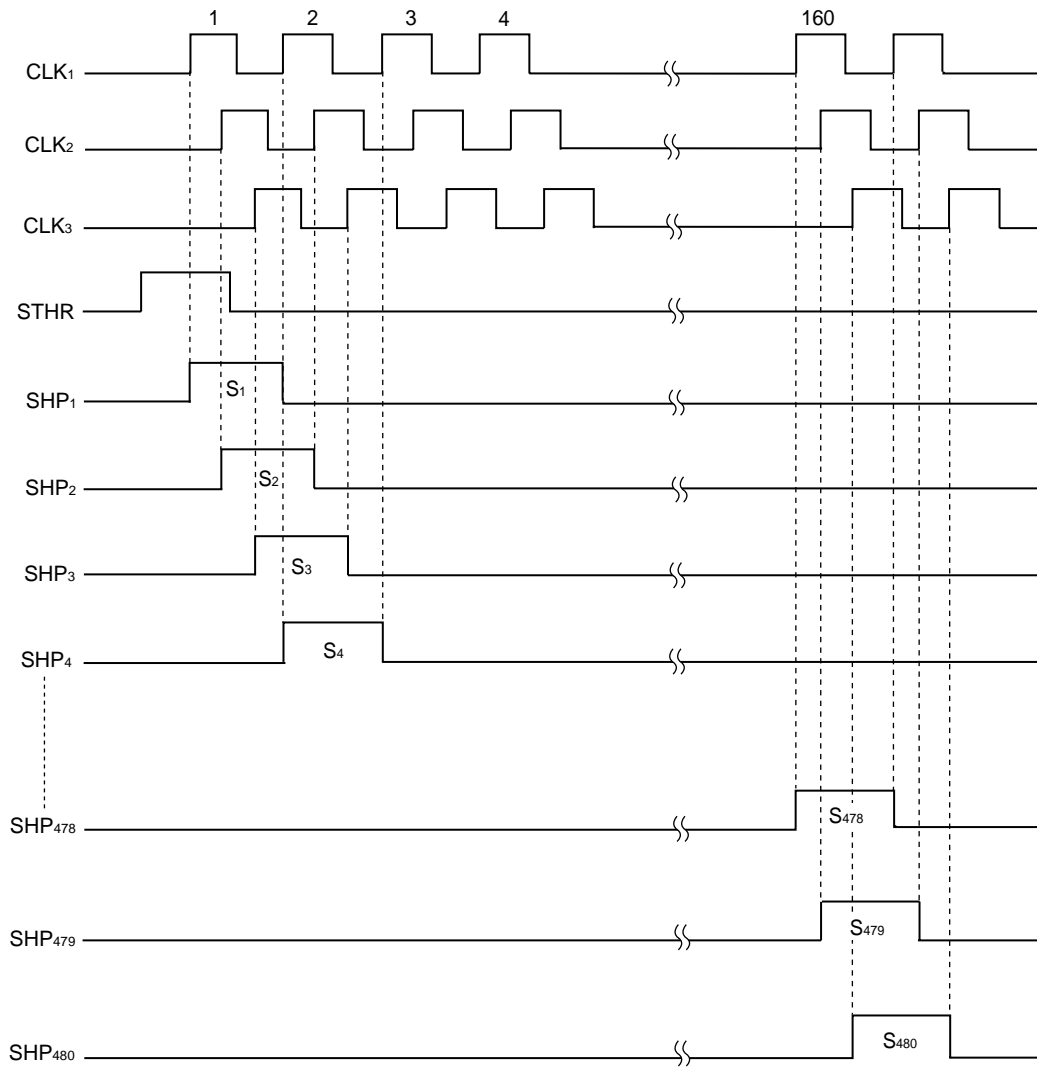 1 2 3 4 160
CLK₁
CLK₂
CLK₃
STHR
SHP₁ S₁
SHP₂ S₂
SHP₃ S₃
SHP₄ S₄
SHP₄₇₈ S₄₇₈
SHP₄₇₉ S₄₇₉
SHP₄₈₀ S₄₈₀